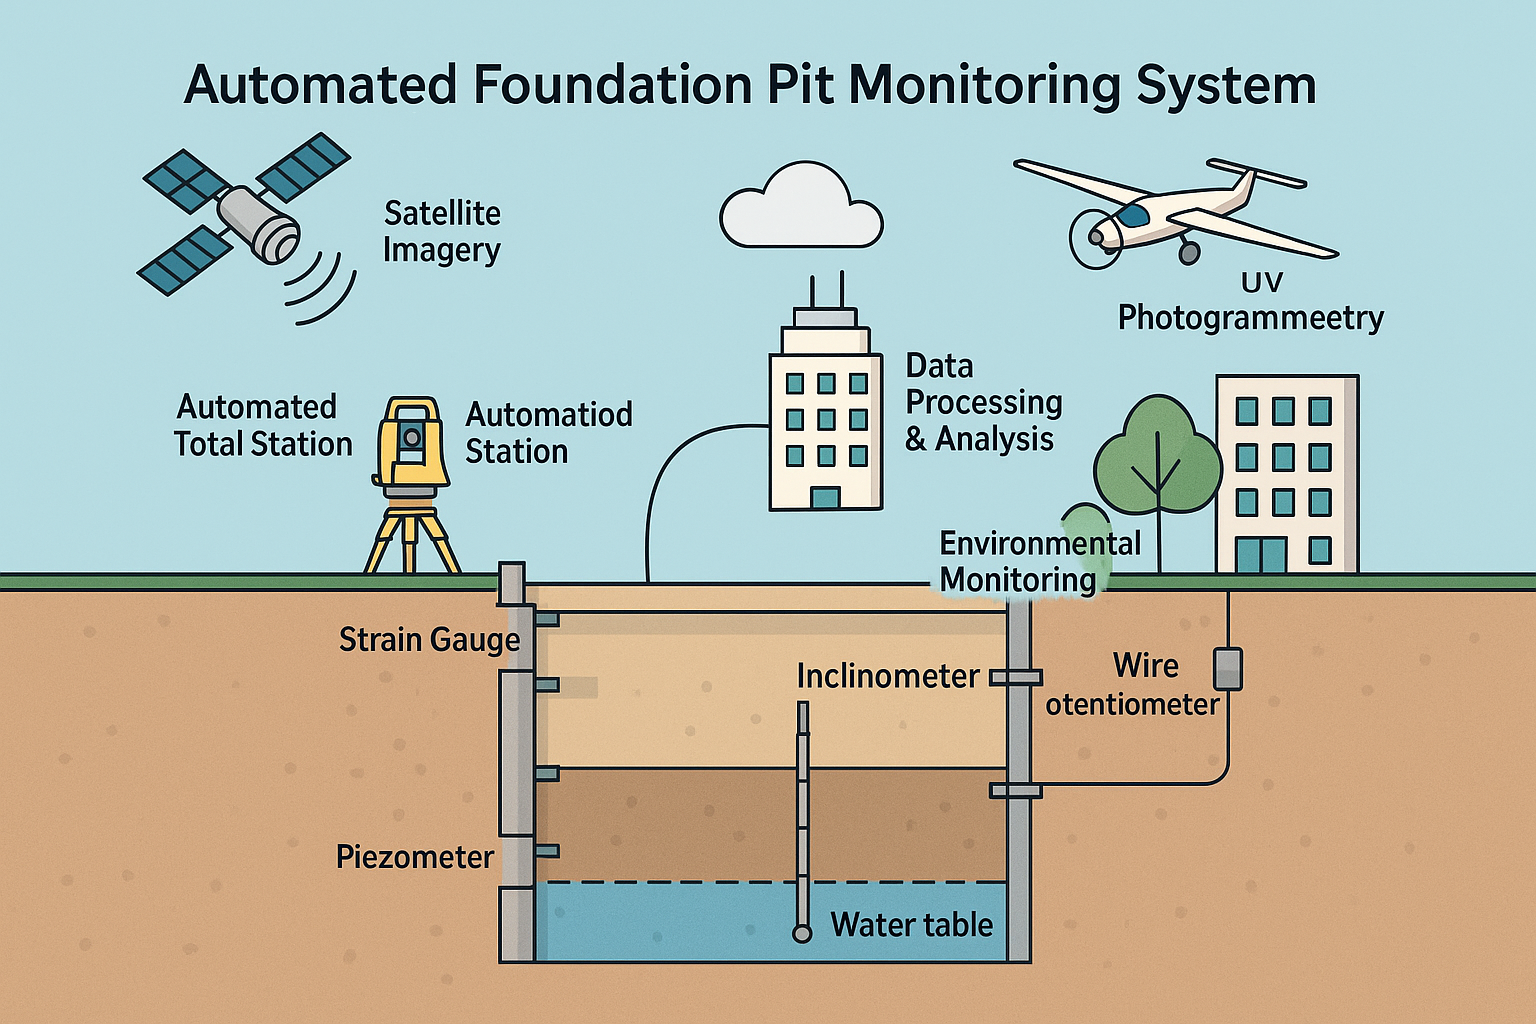 Automated Foundation Pit Monitoring System
Satellite
Imagery
UV
Photogrammeetry
Data
Processing
& Analysis
Automated
Total Station
Automatiod
Station
Environmental
Monitoring
Strain Gauge
Inclinometer
Wire
otentiometer
Piezometer
Water table